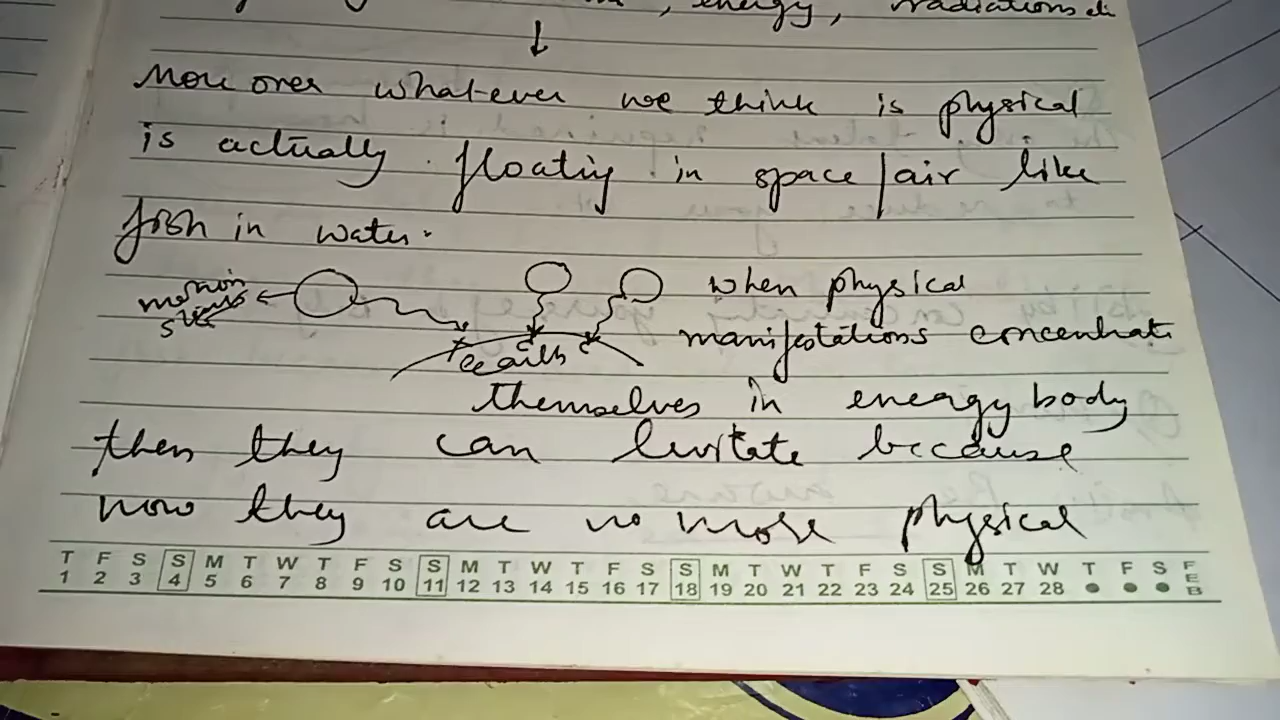 , energy, radiations
↓
More over whatever we think is physical
is actually floating in space/air like
fish in water.
when physical
manifestations concentrate
earth
themselves in energy body
then they can levitate because
now they are no more physical
T F S S M T W T F S S M T W T F S S M T W T F S S M T W T F S FEB
1 2 3 4 5 6 7 8 9 10 11 12 13 14 15 16 17 18 19 20 21 22 23 24 25 26 27 28 ● ● ●